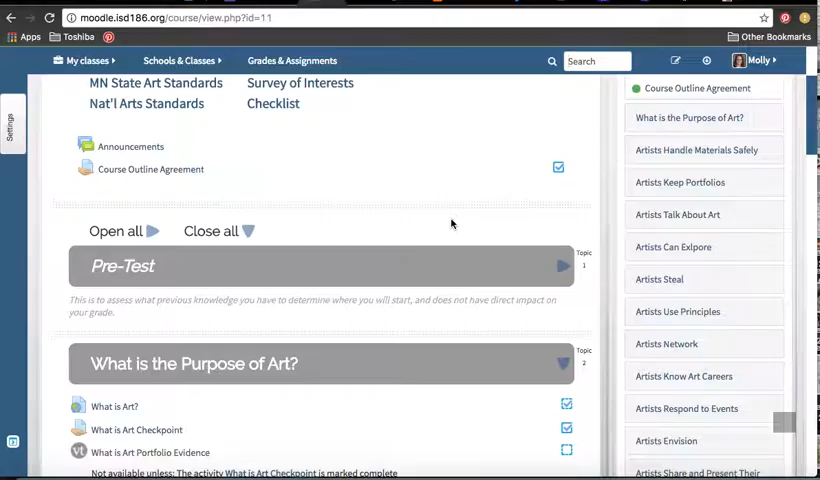 moodle.isd186.org/course/view.php?id=11
Apps Toshiba Other Bookmarks
My classes Schools & Classes Grades & Assignments Search Molly
Settings
MN State Art Standards Survey of Interests
Nat'l Arts Standards Checklist
Announcements
Course Outline Agreement
Open all Close all
Pre-Test
Topic
1
This is to assess what previous knowledge you have to determine where you will start, and does not have direct impact on
your grade.
What is the Purpose of Art?
Topic
2
What is Art?
What is Art Checkpoint
vt What is Art Portfolio Evidence
Not available unless: The activity What is Art Checkpoint is marked complete
Course Outline Agreement
What is the Purpose of Art?
Artists Handle Materials Safely
Artists Keep Portfolios
Artists Talk About Art
Artists Can Exlpore
Artists Steal
Artists Use Principles
Artists Network
Artists Know Art Careers
Artists Respond to Events
Artists Envision
Artists Share and Present Their